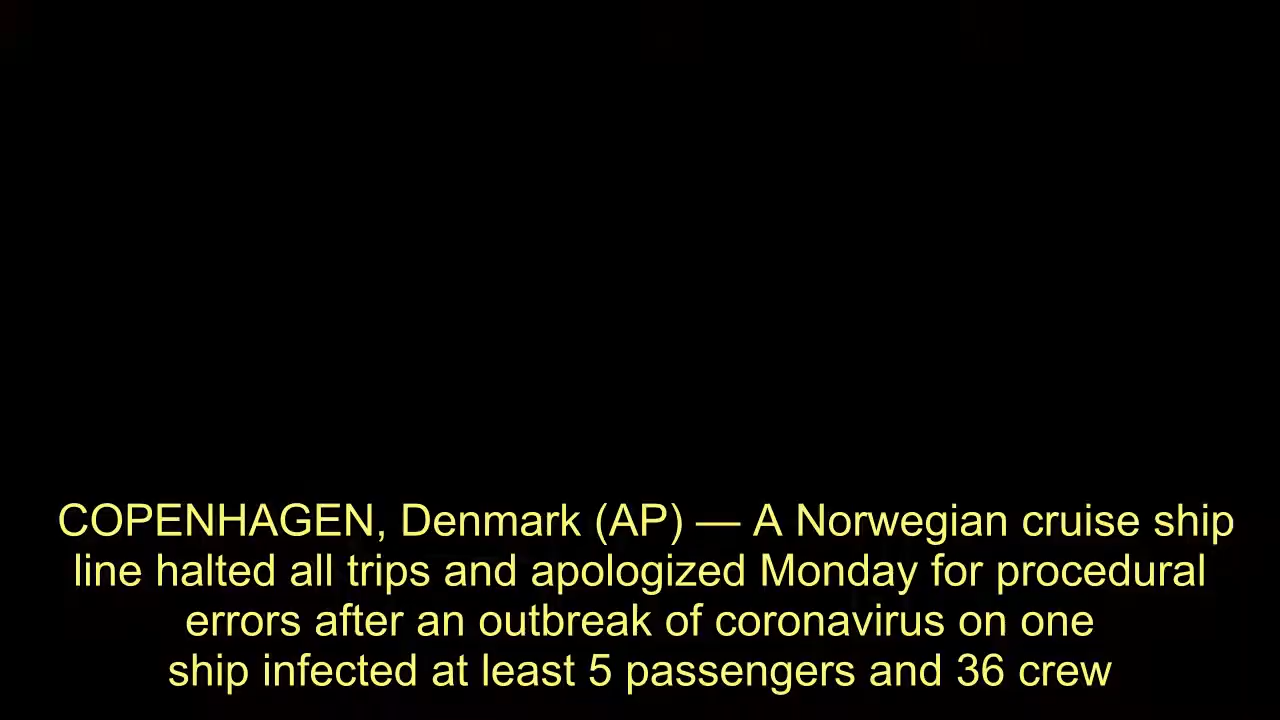 COPENHAGEN, Denmark (AP) — A Norwegian cruise ship
line halted all trips and apologized Monday for procedural
errors after an outbreak of coronavirus on one
ship infected at least 5 passengers and 36 crew